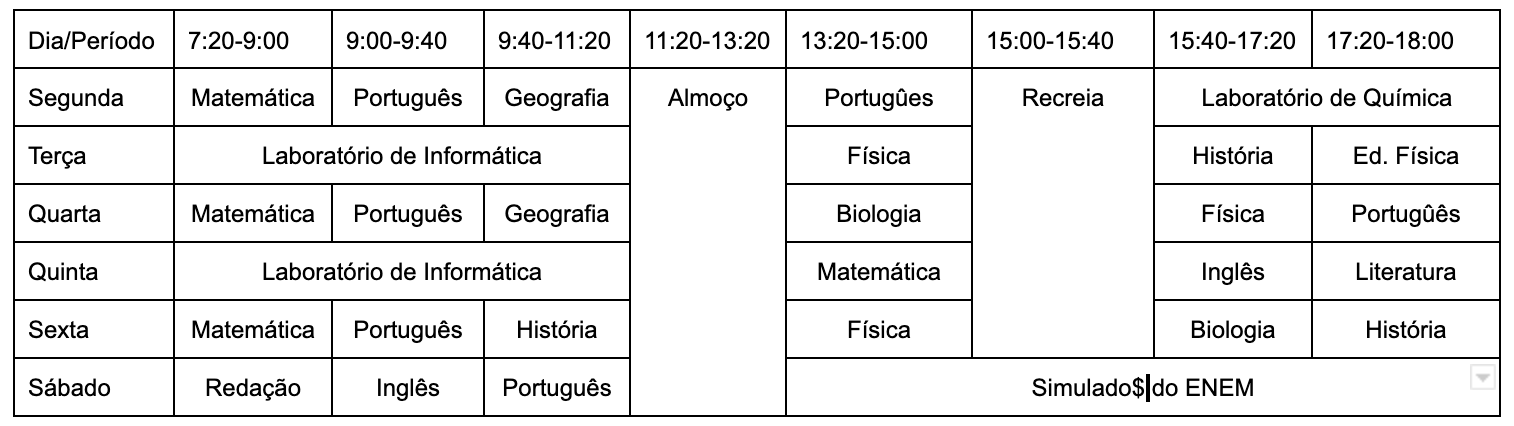 Dia/Período 7:20-9:00 9:00-9:40 9:40-11:20 11:20-13:20 13:20-15:00 15:00-15:40 15:40-17:20 17:20-18:00
Segunda Matemática Português Geografia Almoço Portugûes Recreia Laboratório de Química
Terça Laboratório de Informática Física História Ed. Física
Quarta Matemática Português Geografia Biologia Física Portugûês
Quinta Laboratório de Informática Matemática Inglês Literatura
Sexta Matemática Português História Física Biologia História
Sábado Redação Inglês Português Simulado$ do ENEM